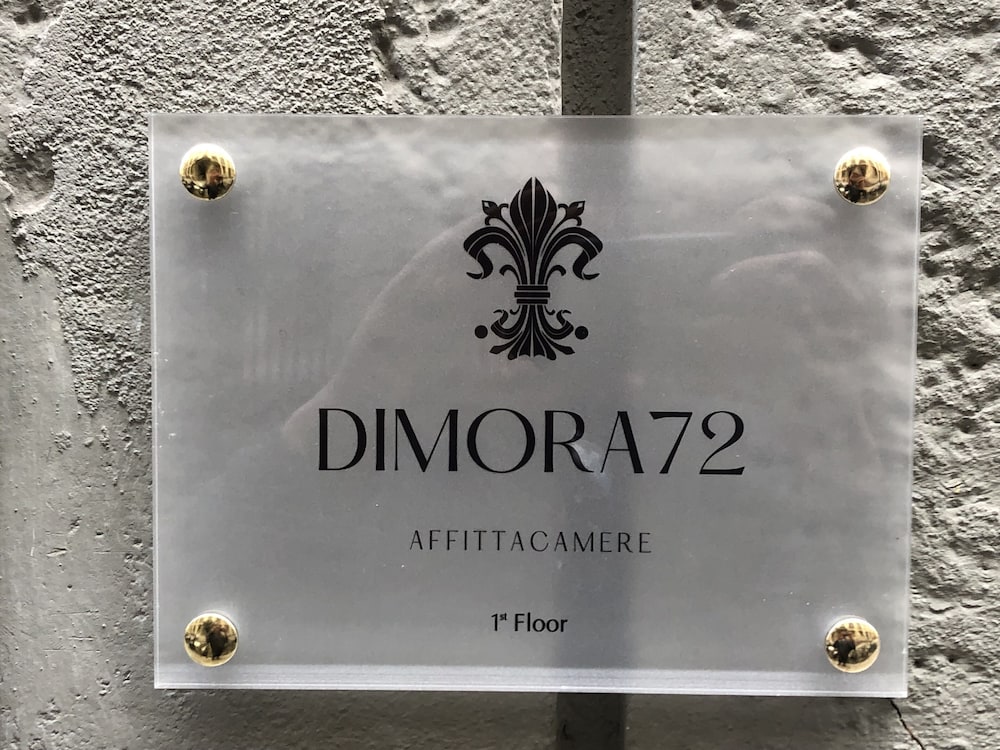 DIMORA72
AFFITTACAMERE
1st Floor